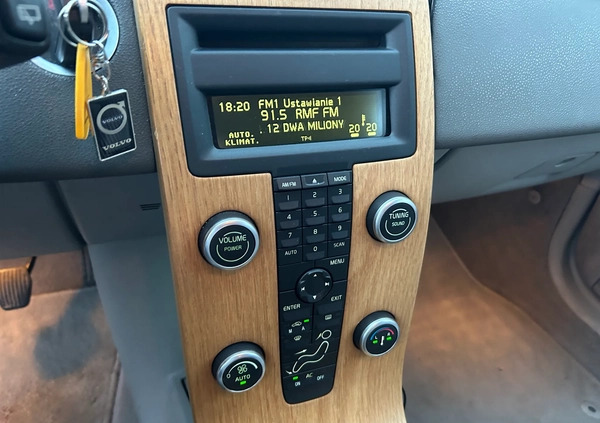 18:20 FM1 Ustawianie 1
91.5 RMF FM
. 12 DWA MILIONY
AUTO.
KLIMAT.
TP◂
20 20
VOLVO
VOLVO
AM/FM
MODE
1 2 3
4 5 6
7 8 9
AUTO 0 SCAN
VOLUME
POWER
TUNING
SOUND
MENU
ENTER EXIT
M A
AUTO
AC
ON OFF